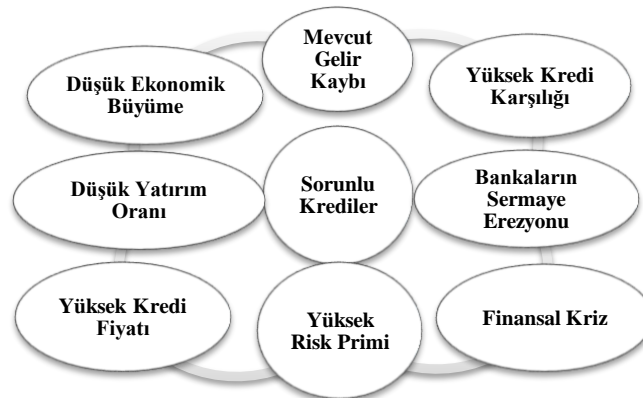 Mevcut
Gelir
Kaybı
Düşük Ekonomik
Büyüme
Yüksek Kredi
Karşılığı
Düşük Yatırım
Oranı
Sorunlu
Krediler
Bankaların
Sermaye
Erezyonu
Yüksek Kredi
Fiyatı
Yüksek
Risk Primi
Finansal Kriz